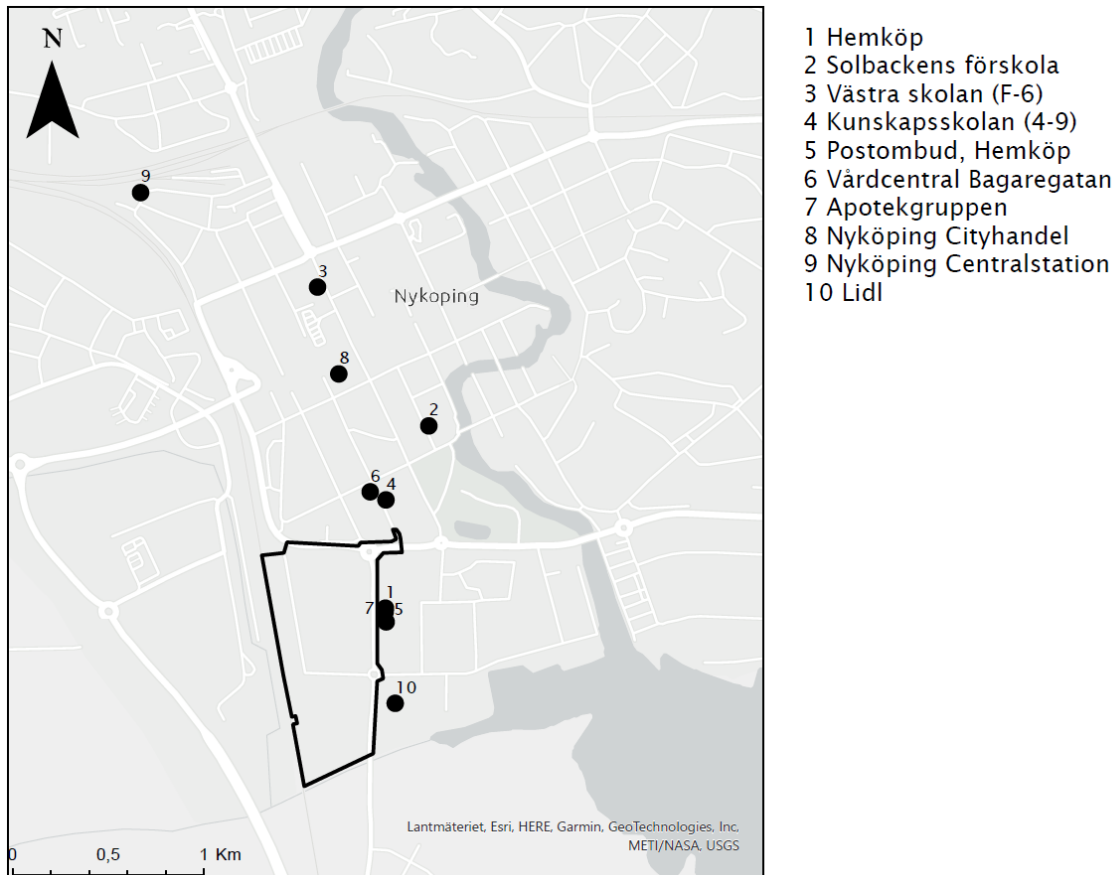 N
9
3
Nykoping
8
2
6
4
1
7
5
10
Lantmäteriet, Esri, HERE, Garmin, GeoTechnologies, Inc,
METI/NASA, USGS
0 0,5 1 Km
1 Hemköp
2 Solbackens förskola
3 Västra skolan (F-6)
4 Kunskapsskolan (4-9)
5 Postombud, Hemköp
6 Vårdcentral Bagaregatan
7 Apotekgruppen
8 Nyköping Cityhandel
9 Nyköping Centralstation
10 Lidl